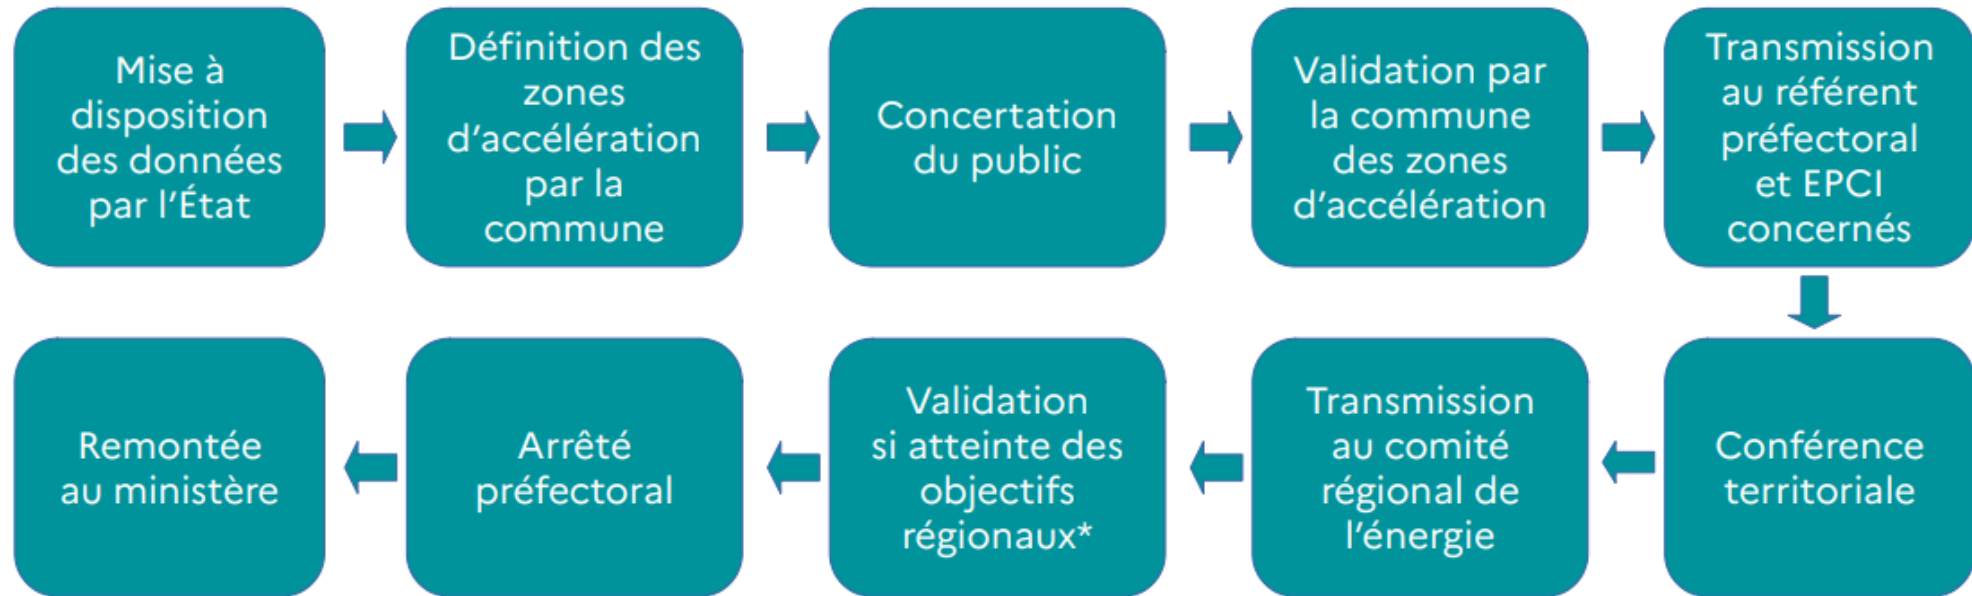 Mise à
disposition
des données
par l’État
Définition des
zones
d’accélération
par la
commune
Concertation
du public
Validation par
la commune
des zones
d’accélération
Transmission
au référent
préfectoral
et EPCI
concernés
Conférence
territoriale
Transmission
au comité
régional de
l’énergie
Validation
si atteinte des
objectifs
régionaux*
Arrêté
préfectoral
Remontée
au ministère